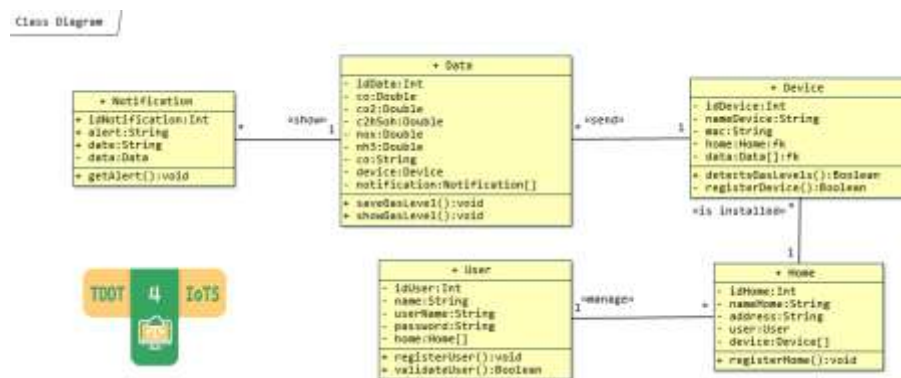 Class Diagram
+ Notification
+ idNotification:Int
+ alert:String
+ date:String
- data:Data
+ getAlert():void
«show»
*
1
+ Data
- idData:Int
- co:Double
- co2:Double
- c2h5oh:Double
- nox:Double
- nh3:Double
- co:String
- device:Device
- notification:Notification[]
+ saveGasLevel():void
+ showGasLevel():void
«send»
*
1
+ Device
- idDevice:Int
- nameDevice:String
- mac:String
- home:Home:fk
- data:Data[]:fk
+ detectsGasLevels():Boolean
- registerDevice():Boolean
«is installed»
*
1
+ User
- idUser:Int
- name:String
- userName:String
- password:String
- home:Home[]
+ registerUser():void
+ validateUser():Boolean
«manage»
1
*
+ Home
- idHome:Int
- nameHome:String
- address:String
- user:User
- device:Device[]
+ registerHome():void
TDOT 4 IoTS